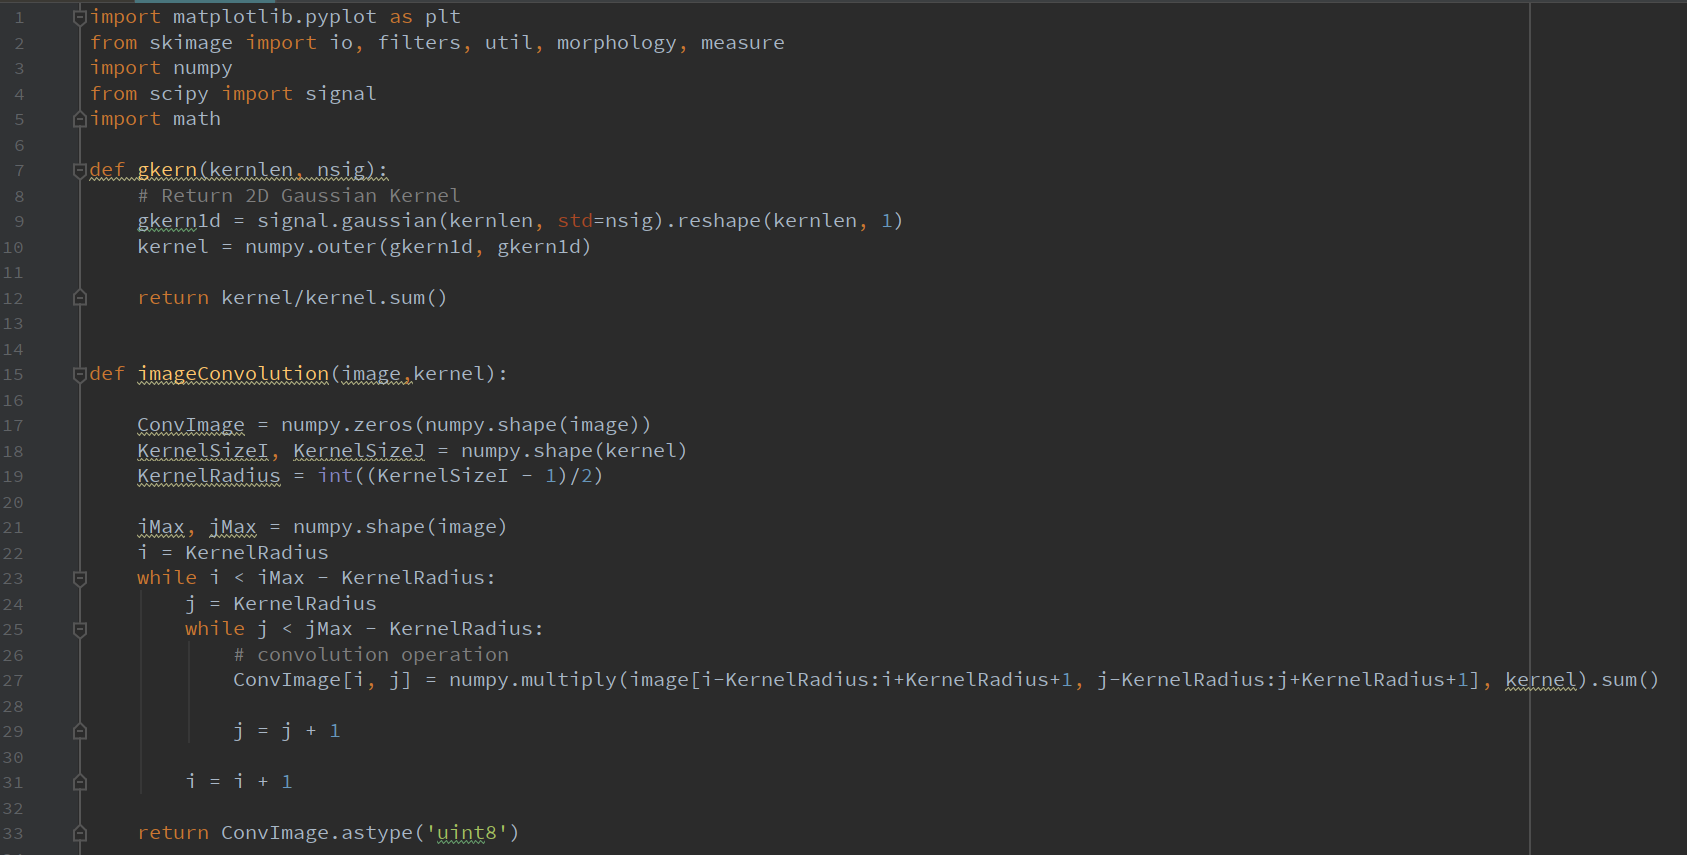 1 import matplotlib.pyplot as plt
2 from skimage import io, filters, util, morphology, measure
3 import numpy
4 from scipy import signal
5 import math
6
7 def gkern(kernlen, nsig):
8     # Return 2D Gaussian Kernel
9     gkern1d = signal.gaussian(kernlen, std=nsig).reshape(kernlen, 1)
10     kernel = numpy.outer(gkern1d, gkern1d)
11
12     return kernel/kernel.sum()
13
14
15 def imageConvolution(image,kernel):
16
17     ConvImage = numpy.zeros(numpy.shape(image))
18     KernelSizeI, KernelSizeJ = numpy.shape(kernel)
19     KernelRadius = int((KernelSizeI - 1)/2)
20
21     iMax, jMax = numpy.shape(image)
22     i = KernelRadius
23     while i < iMax - KernelRadius:
24         j = KernelRadius
25         while j < jMax - KernelRadius:
26             # convolution operation
27             ConvImage[i, j] = numpy.multiply(image[i-KernelRadius:i+KernelRadius+1, j-KernelRadius:j+KernelRadius+1], kernel).sum()
28
29             j = j + 1
30
31         i = i + 1
32
33     return ConvImage.astype('uint8')